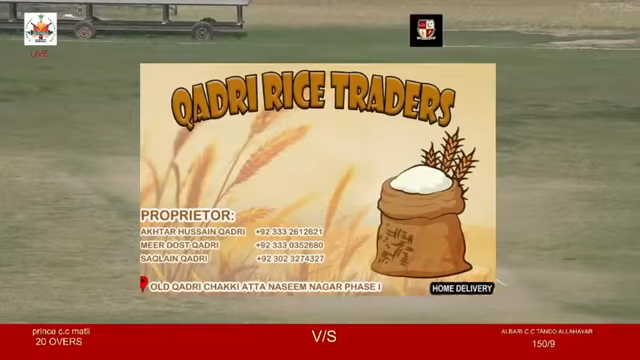 LIVE
QADRI RICE TRADERS
PROPRIETOR:
AKHTAR HUSSAIN QADRI +92 333 2612621
MEER DOST QADRI +92 333 0352680
SAQLAIN QADRI +92 302 3274327
OLD QADRI CHAKKI ATTA NASEEM NAGAR PHASE I
HOME DELIVERY
prince c.c matli
20 OVERS
V/S
ALBARI C.C TANDO ALLAHAYAR
150/9